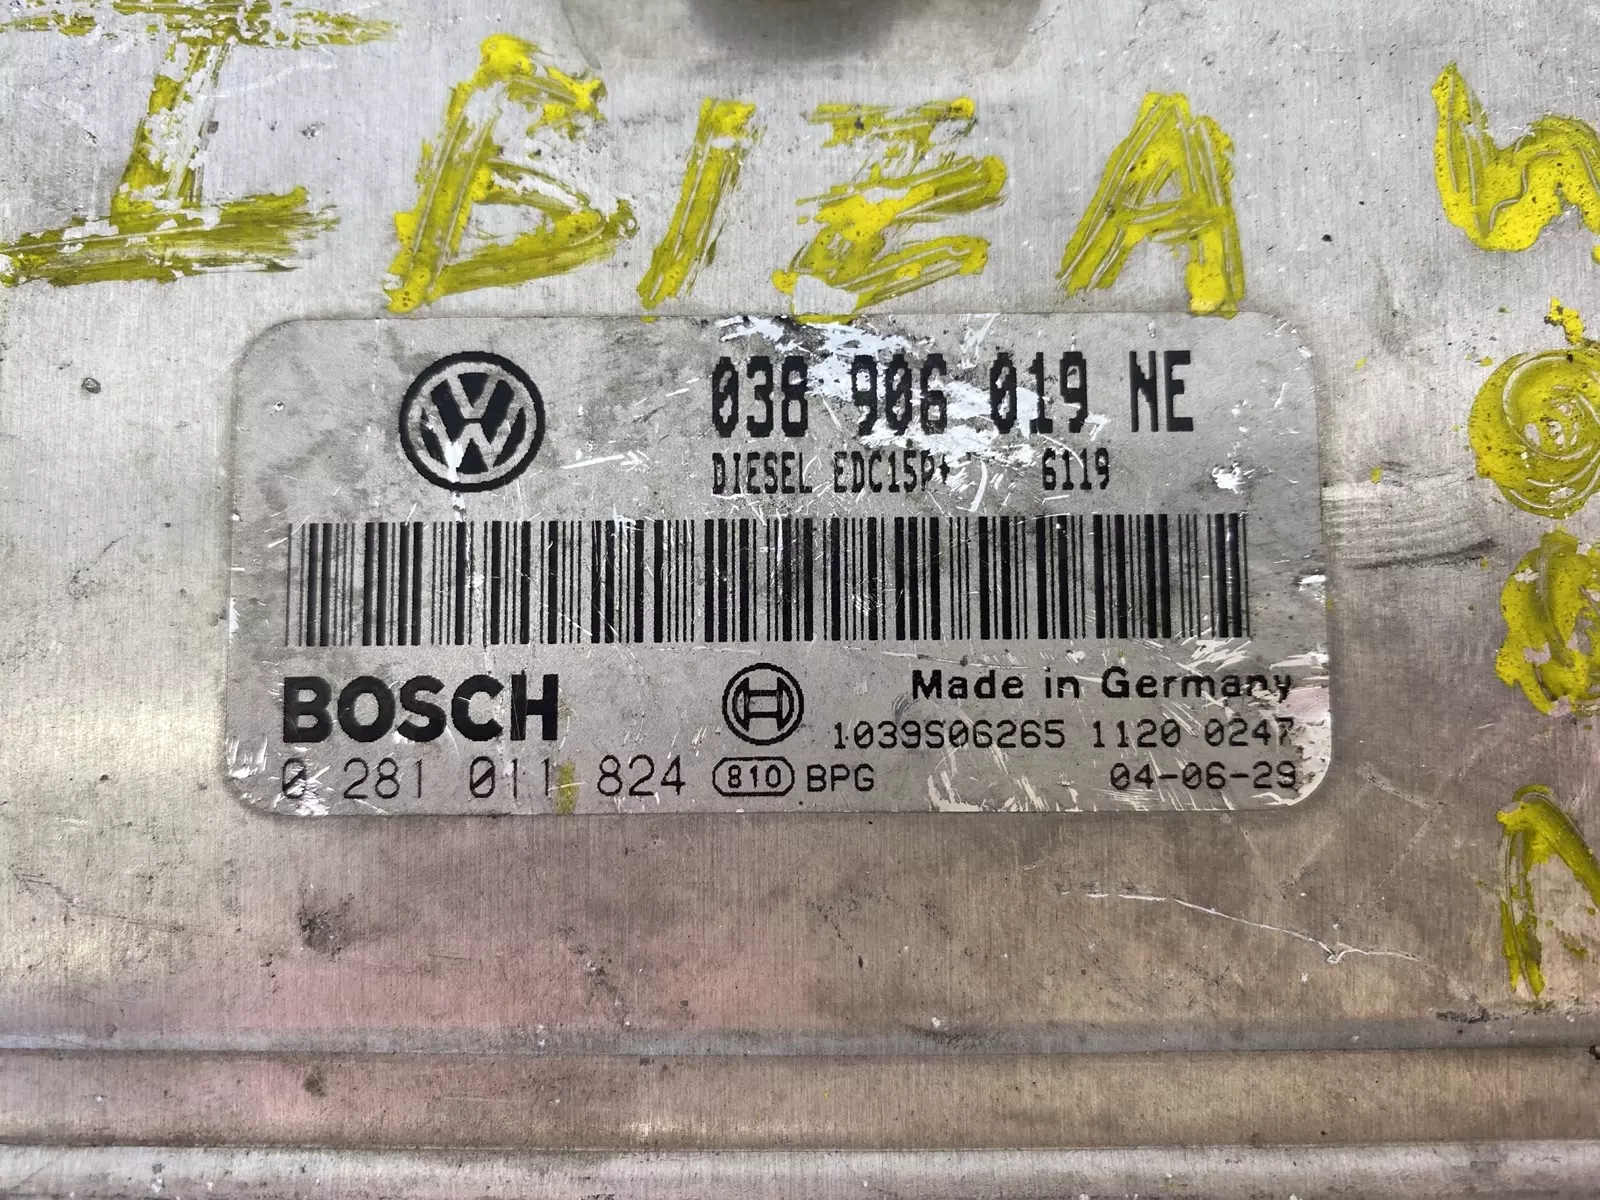 IBIZA
038 906 019 NE
DIESEL EDC15P+ 6119
BOSCH
Made in Germany
1039S06265 1120 0247
0 281 011 824 810 BPG 04-06-29